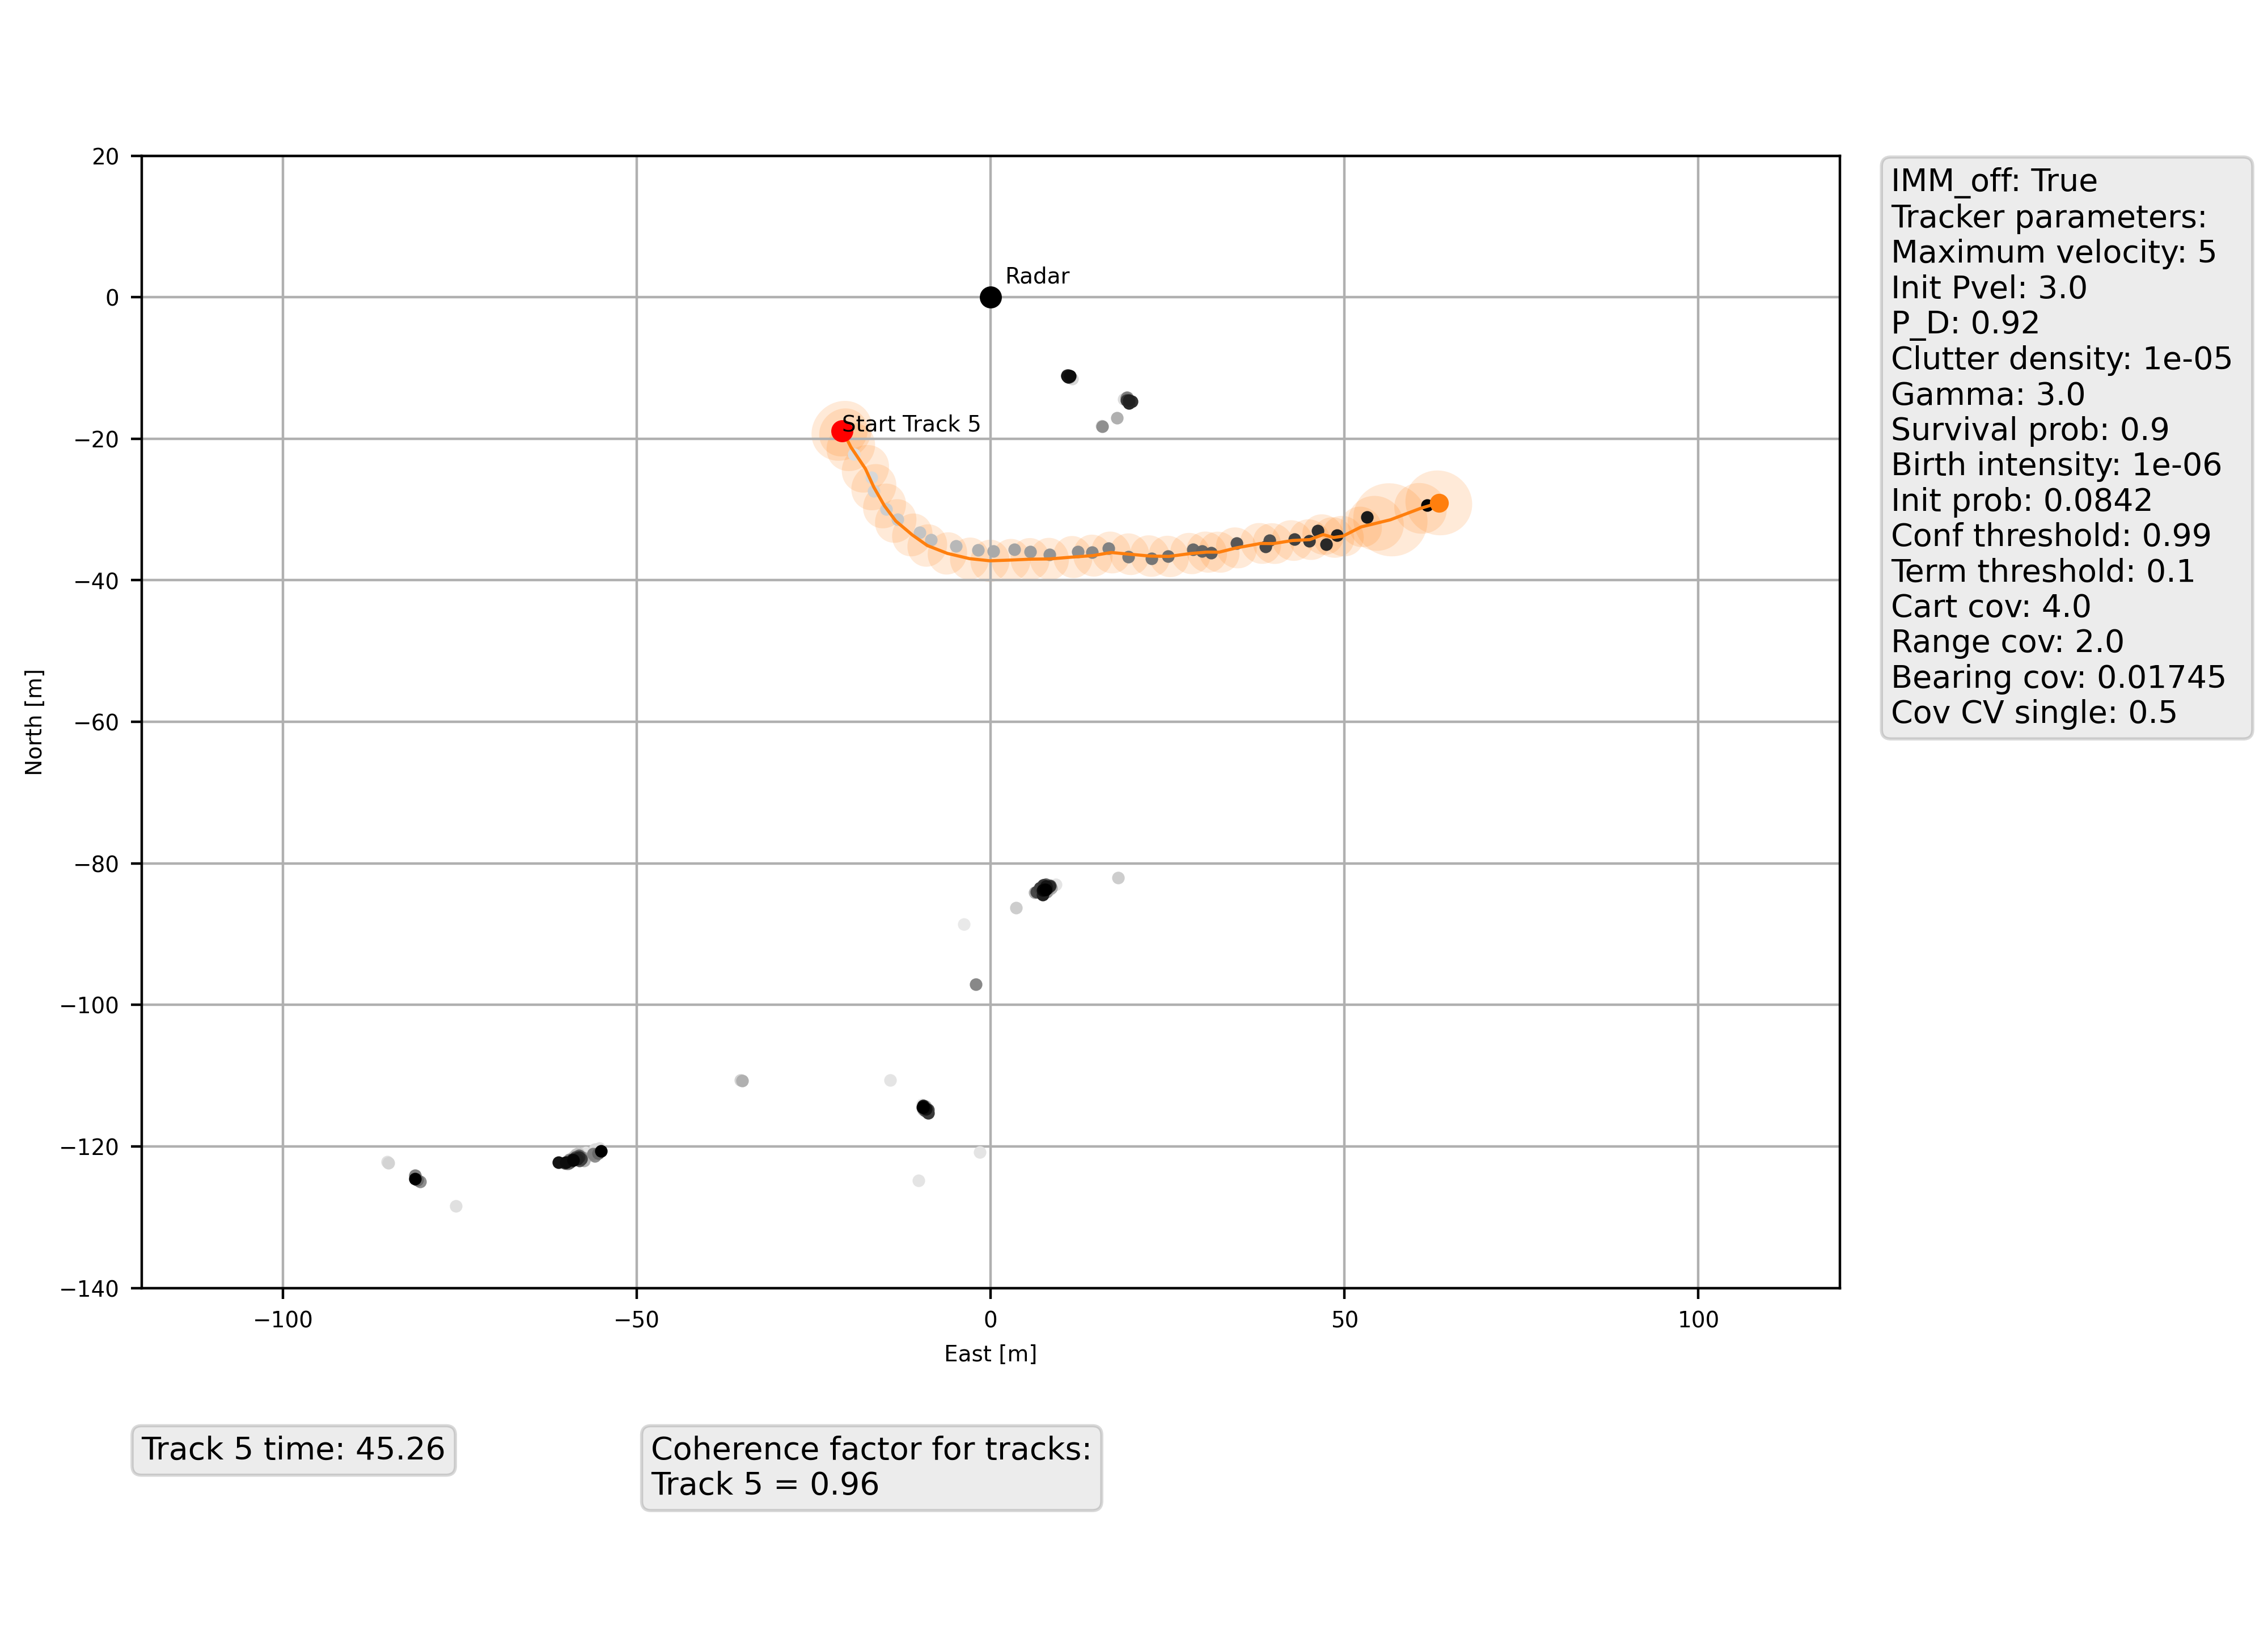 20
0
−20
−40
−60
−80
−100
−120
−140
North [m]
Radar
Start Track 5
−100
−50
0
50
100
East [m]
IMM_off: True
Tracker parameters:
Maximum velocity: 5
Init Pvel: 3.0
P_D: 0.92
Clutter density: 1e-05
Gamma: 3.0
Survival prob: 0.9
Birth intensity: 1e-06
Init prob: 0.0842
Conf threshold: 0.99
Term threshold: 0.1
Cart cov: 4.0
Range cov: 2.0
Bearing cov: 0.01745
Cov CV single: 0.5
Track 5 time: 45.26
Coherence factor for tracks:
Track 5 = 0.96